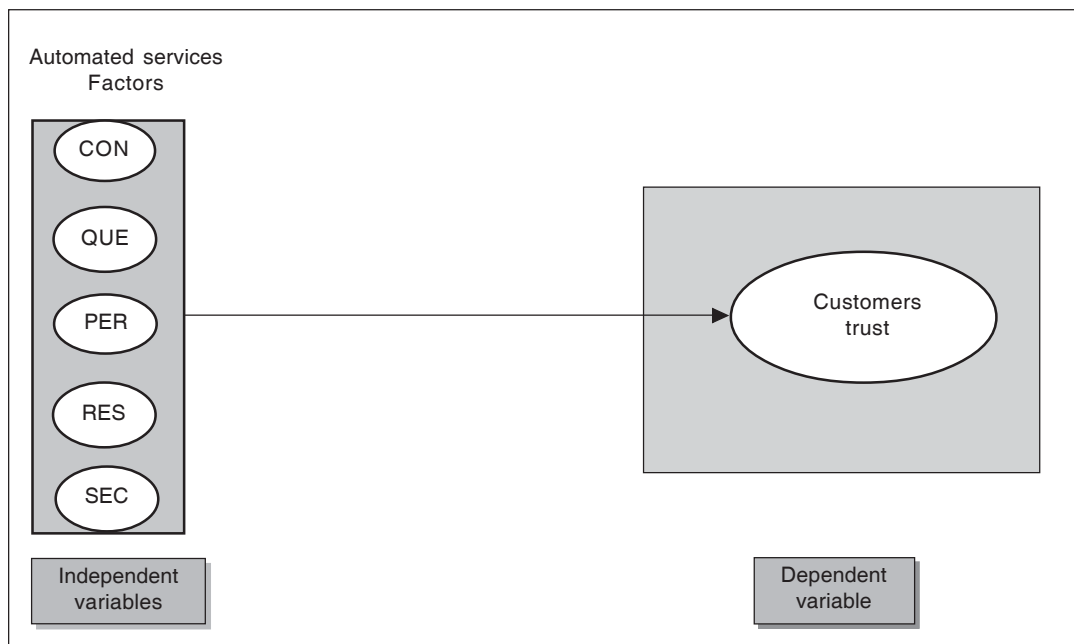 Automated services
Factors
CON
QUE
PER
RES
SEC
Customers
trust
Independent
variables
Dependent
variable